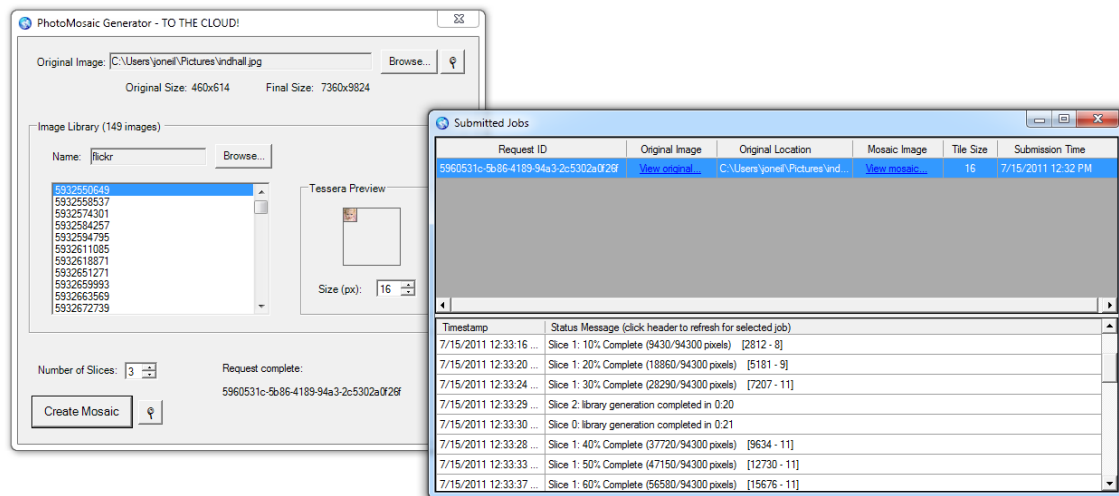 PhotoMosaic Generator - TO THE CLOUD!
Original Image: C:\Users\joneil\Pictures\indhall.jpg Browse...
Original Size: 460x614 Final Size: 7360x9824
Image Library (149 images)
Name: flickr Browse...
5932550649
5932558537
5932574301
5932584257
5932594795
5932611085
5932618871
5932651271
5932659993
5932663569
5932672739
Tessera Preview
Size (px): 16
Number of Slices: 3
Request complete:
5960531c-5b86-4189-94a3-2c5302a0f26f
Create Mosaic
Submitted Jobs
Request ID Original Image Original Location Mosaic Image Tile Size Submission Time
5960531c-5b86-4189-94a3-2c5302a0f26f View original... C:\Users\joneil\Pictures\ind... View mosaic... 16 7/15/2011 12:32 PM
Timestamp Status Message (click header to refresh for selected job)
7/15/2011 12:33:16 ... Slice 1: 10% Complete (9430/94300 pixels) [2812 - 8]
7/15/2011 12:33:20 ... Slice 1: 20% Complete (18860/94300 pixels) [5181 - 9]
7/15/2011 12:33:24 ... Slice 1: 30% Complete (28290/94300 pixels) [7207 - 11]
7/15/2011 12:33:29 ... Slice 2: library generation completed in 0:20
7/15/2011 12:33:30 ... Slice 0: library generation completed in 0:21
7/15/2011 12:33:28 ... Slice 1: 40% Complete (37720/94300 pixels) [9634 - 11]
7/15/2011 12:33:33 ... Slice 1: 50% Complete (47150/94300 pixels) [12730 - 11]
7/15/2011 12:33:37 ... Slice 1: 60% Complete (56580/94300 pixels) [15676 - 11]